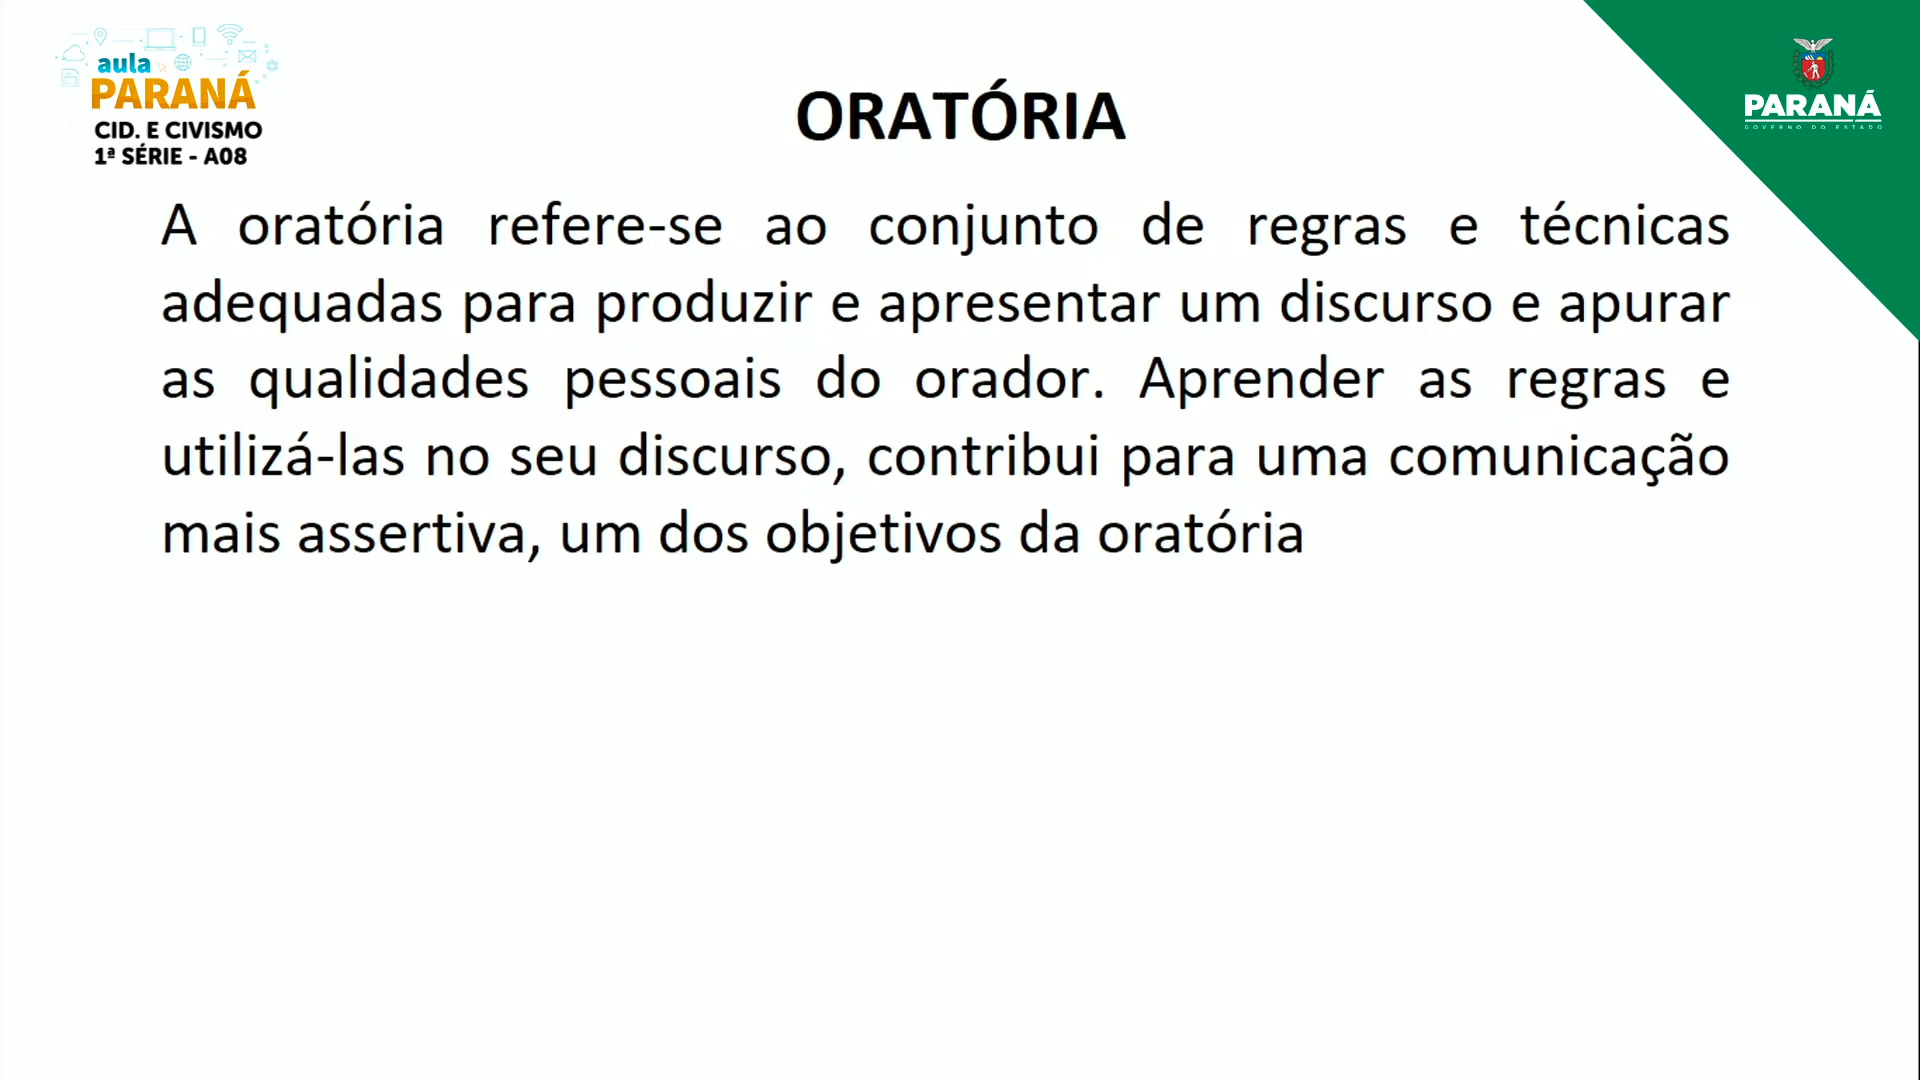 aula
PARANÁ
CID. E CIVISMO
1ª SÉRIE - A08
ORATÓRIA
PARANÁ
GOVERNO DO ESTADO
A oratória refere-se ao conjunto de regras e técnicas
adequadas para produzir e apresentar um discurso e apurar
as qualidades pessoais do orador. Aprender as regras e
utilizá-las no seu discurso, contribui para uma comunicação
mais assertiva, um dos objetivos da oratória